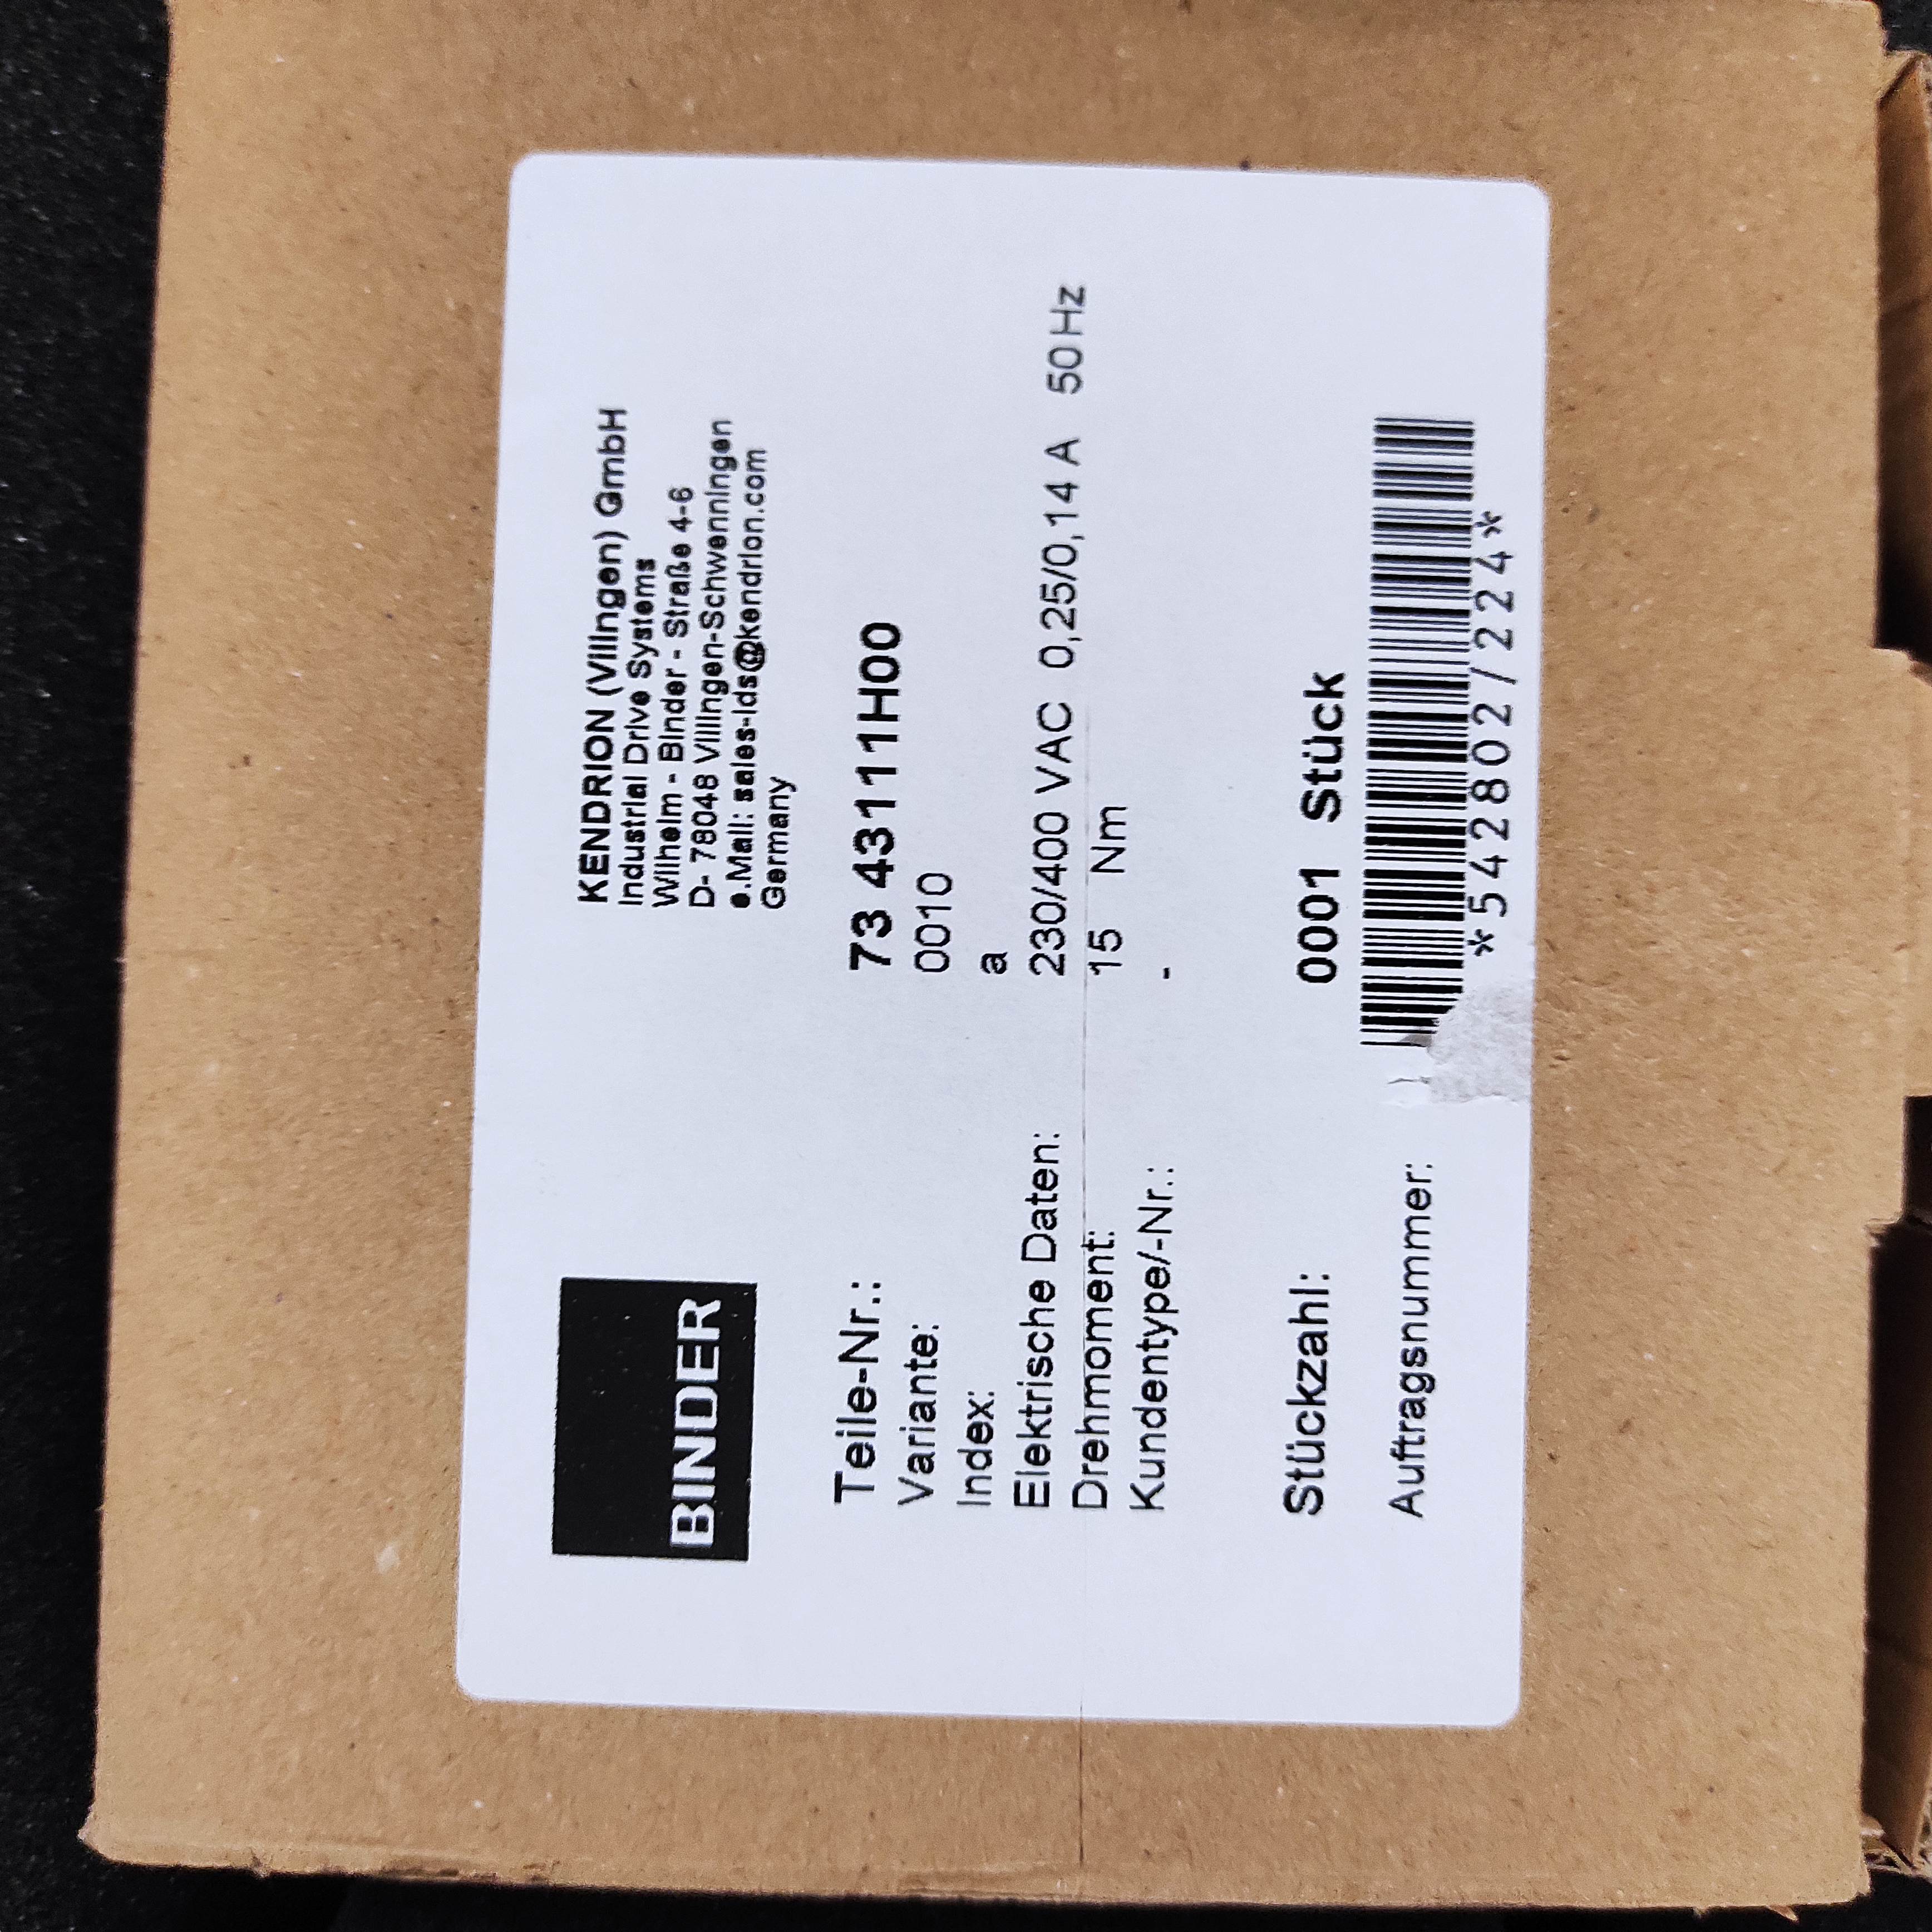 BINDER
KENDRION (Villngen) GmbH
Industrial Drive Systems
Wilhelm - Binder - Straße 4-6
D- 78048 Villingen-Schwenningen
e.Mail: sales-ids@kendrion.com
Germany
Teile-Nr.: 73 43111H00
Variante: 0010
Index: a
Elektrische Daten: 230/400 VAC 0,25/0,14 A 50 Hz
Drehmoment: 15 Nm
Kundentype/-Nr.: -
Stückzahl: 0001 Stück
Auftragsnummer:
*542802/224*